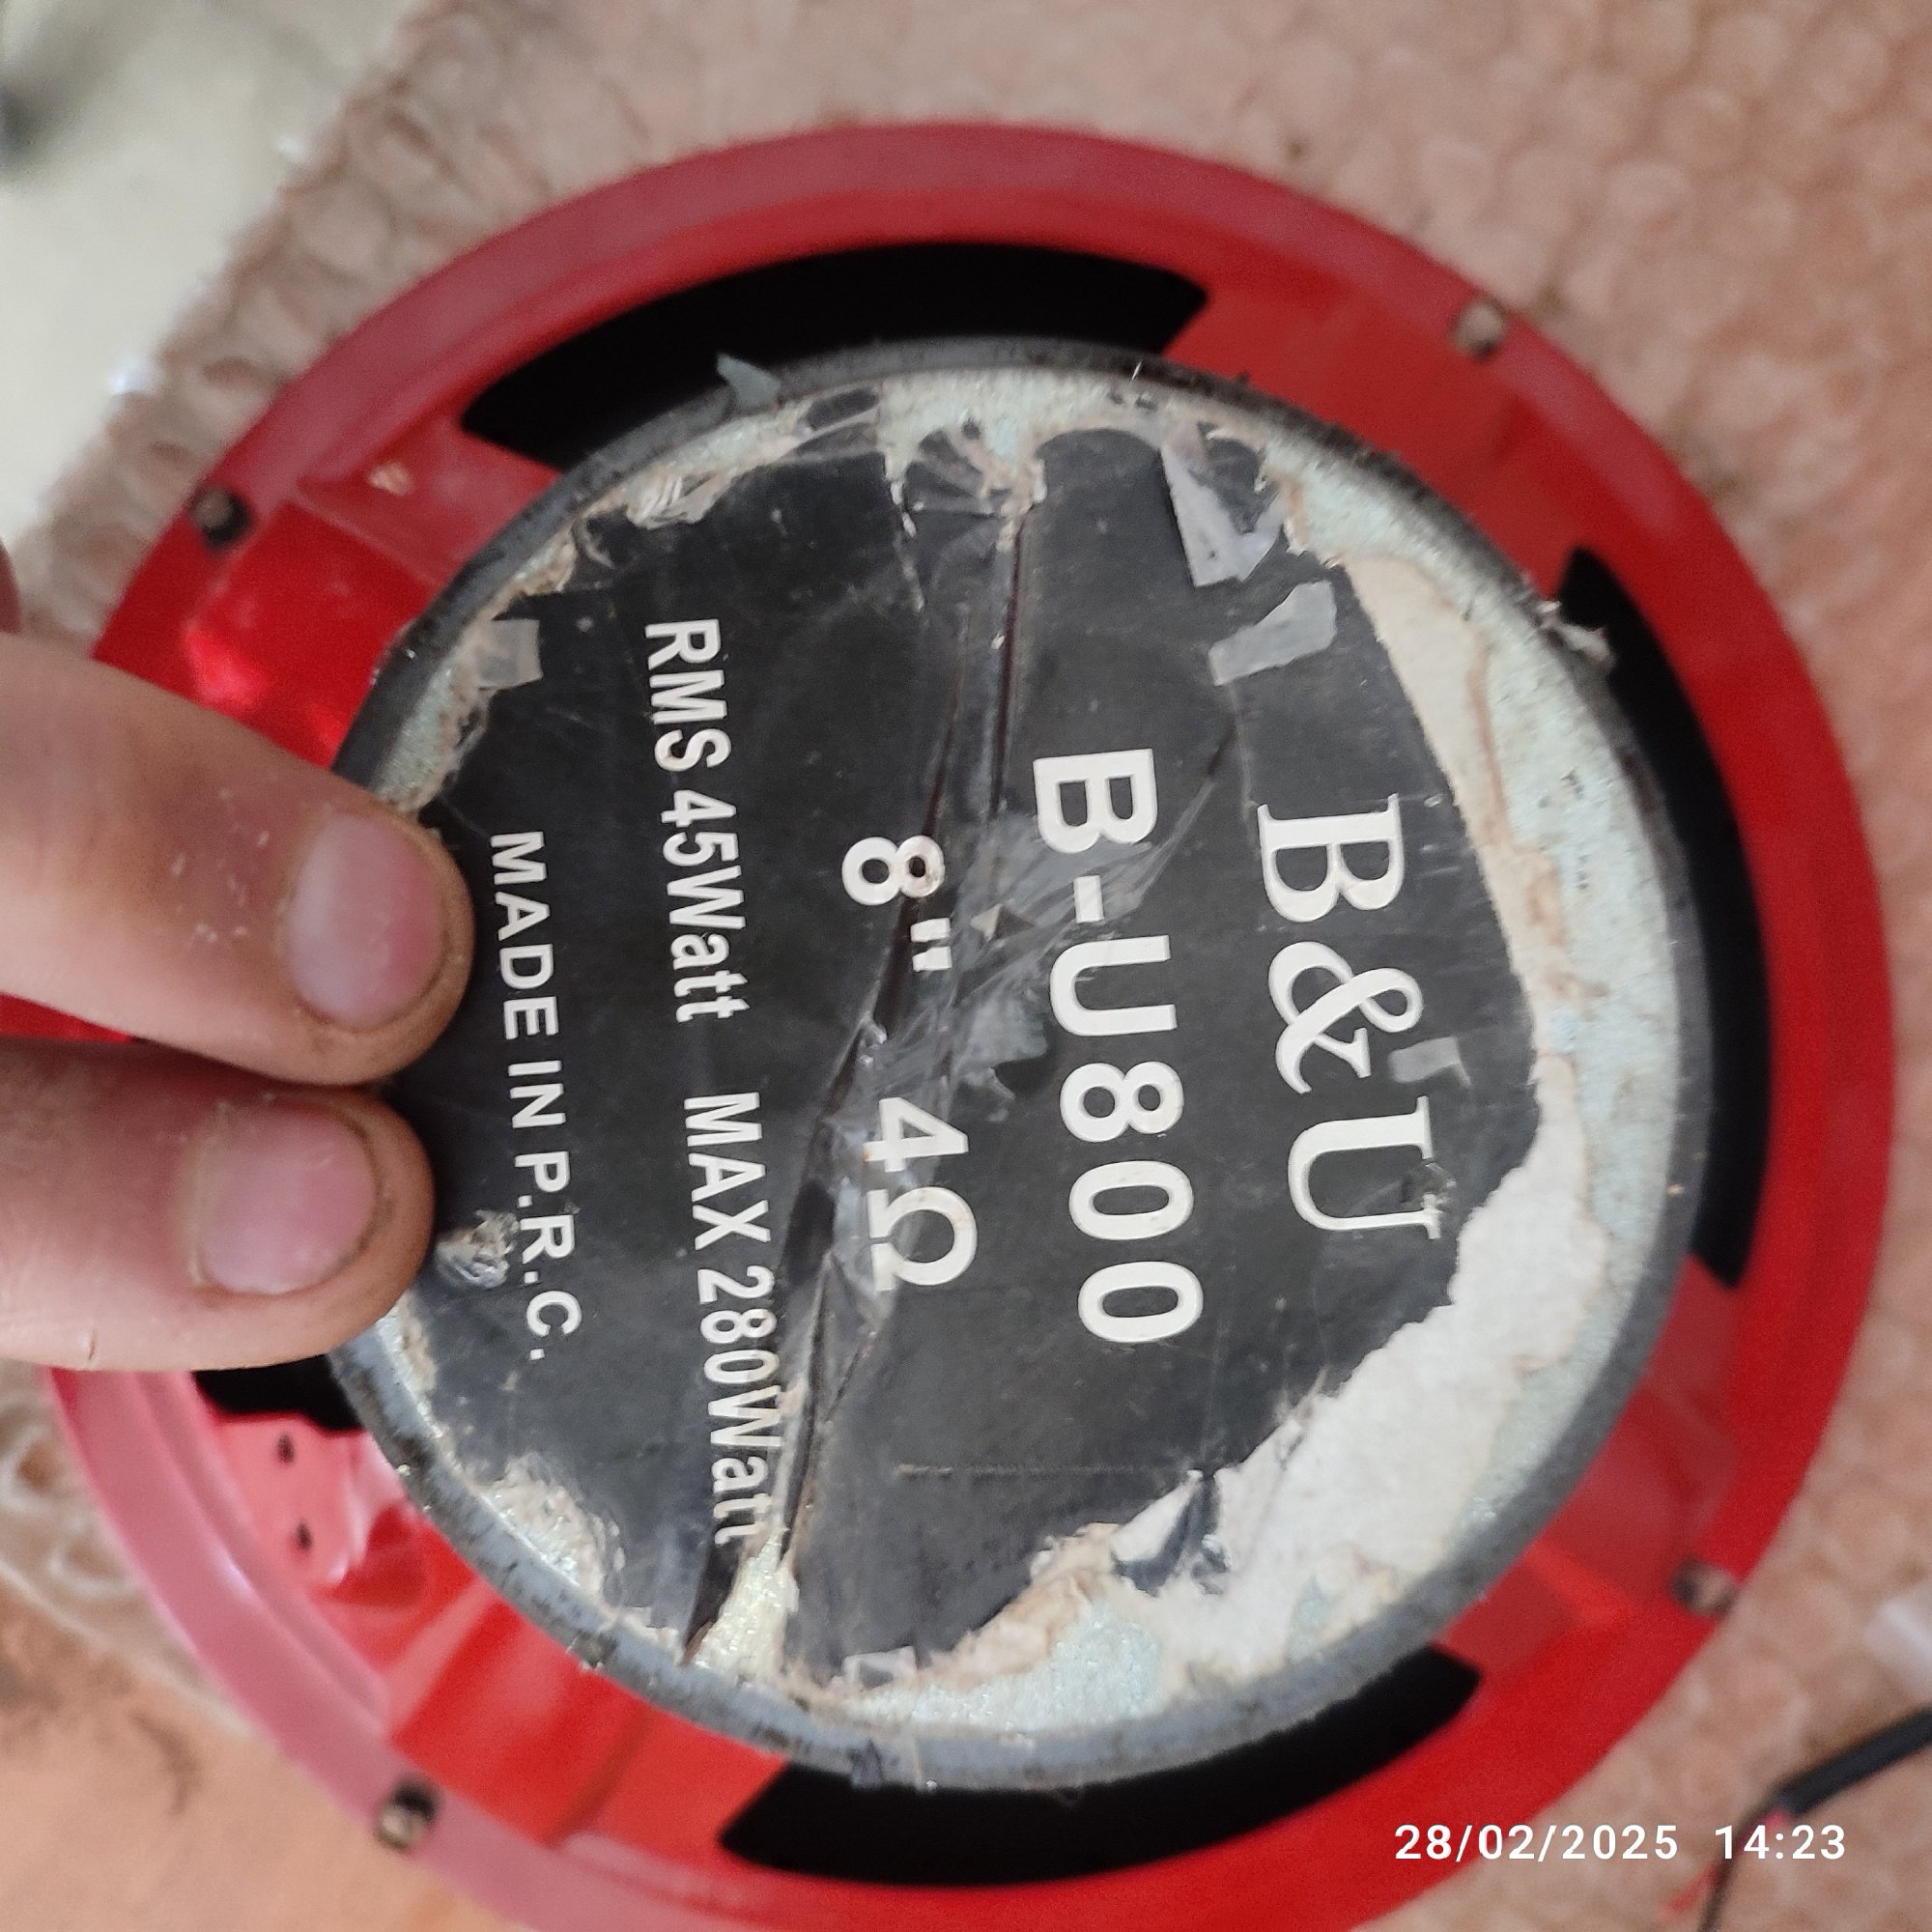 B&U
B-U800
8" 4Ω
RMS 45Watt MAX 280Watt
MADE IN P.R.C.
28/02/2025 14:23